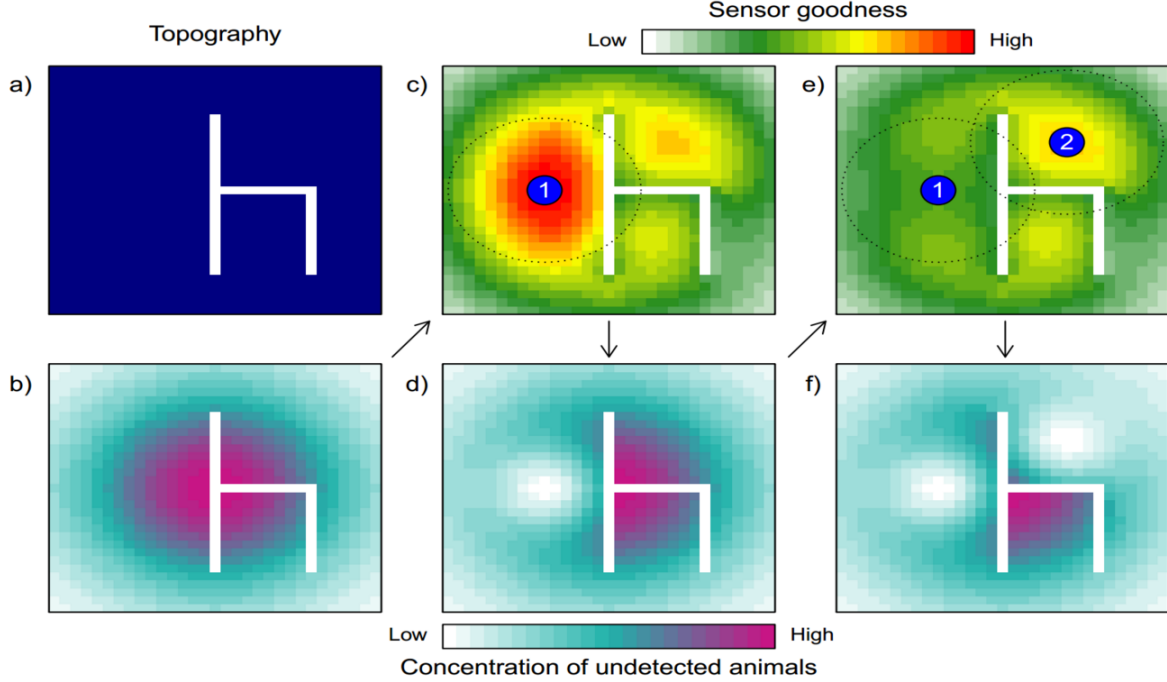 Sensor goodness
Topography
Low High
a)
c)
e)
1
1
2
b)
d)
f)
Low High
Concentration of undetected animals